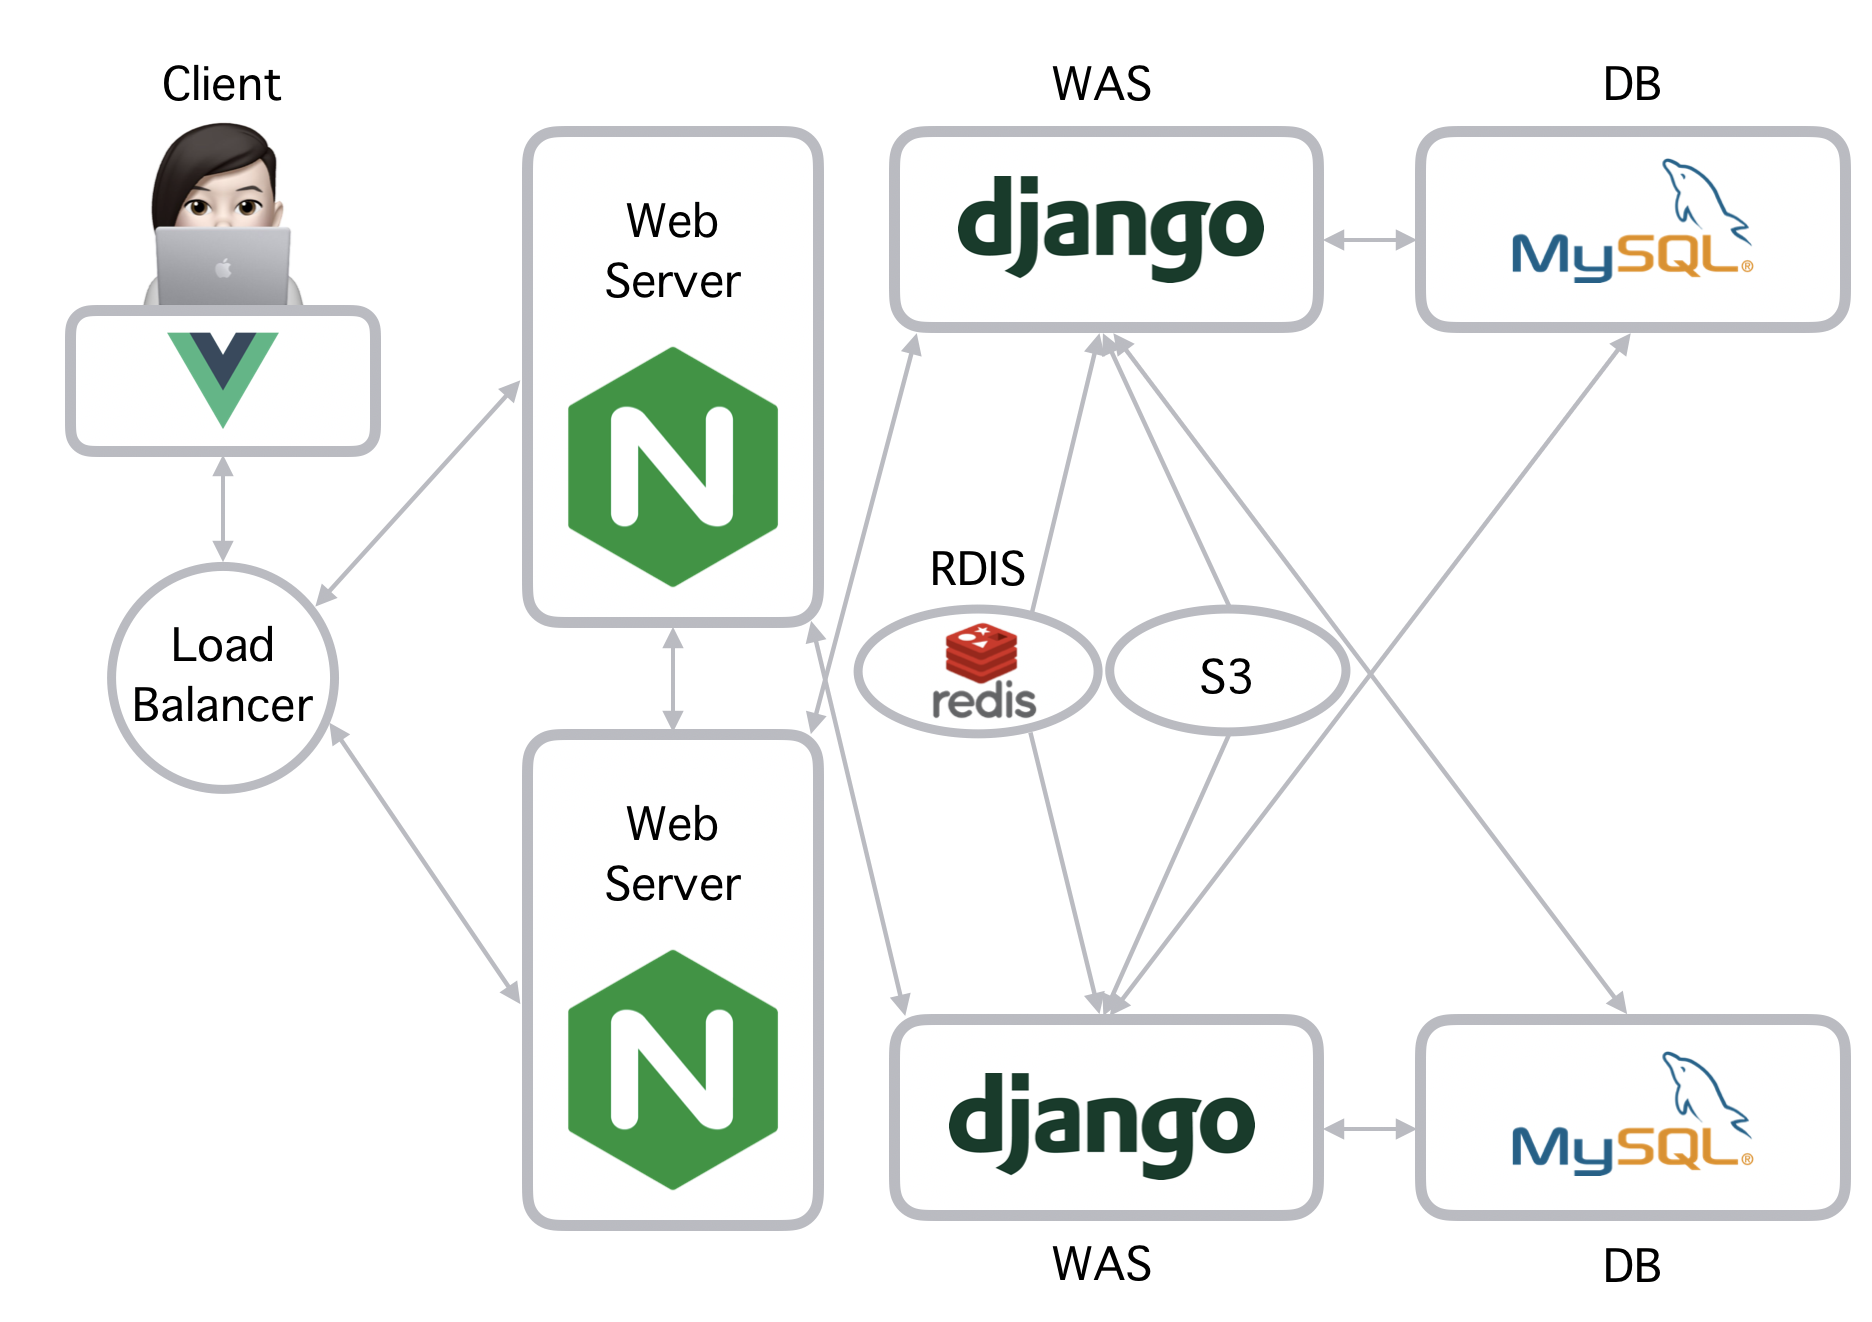 Client
WAS
DB
Web
Server
django
MySQL®
RDIS
redis
S3
Load
Balancer
Web
Server
django
MySQL®
WAS
DB